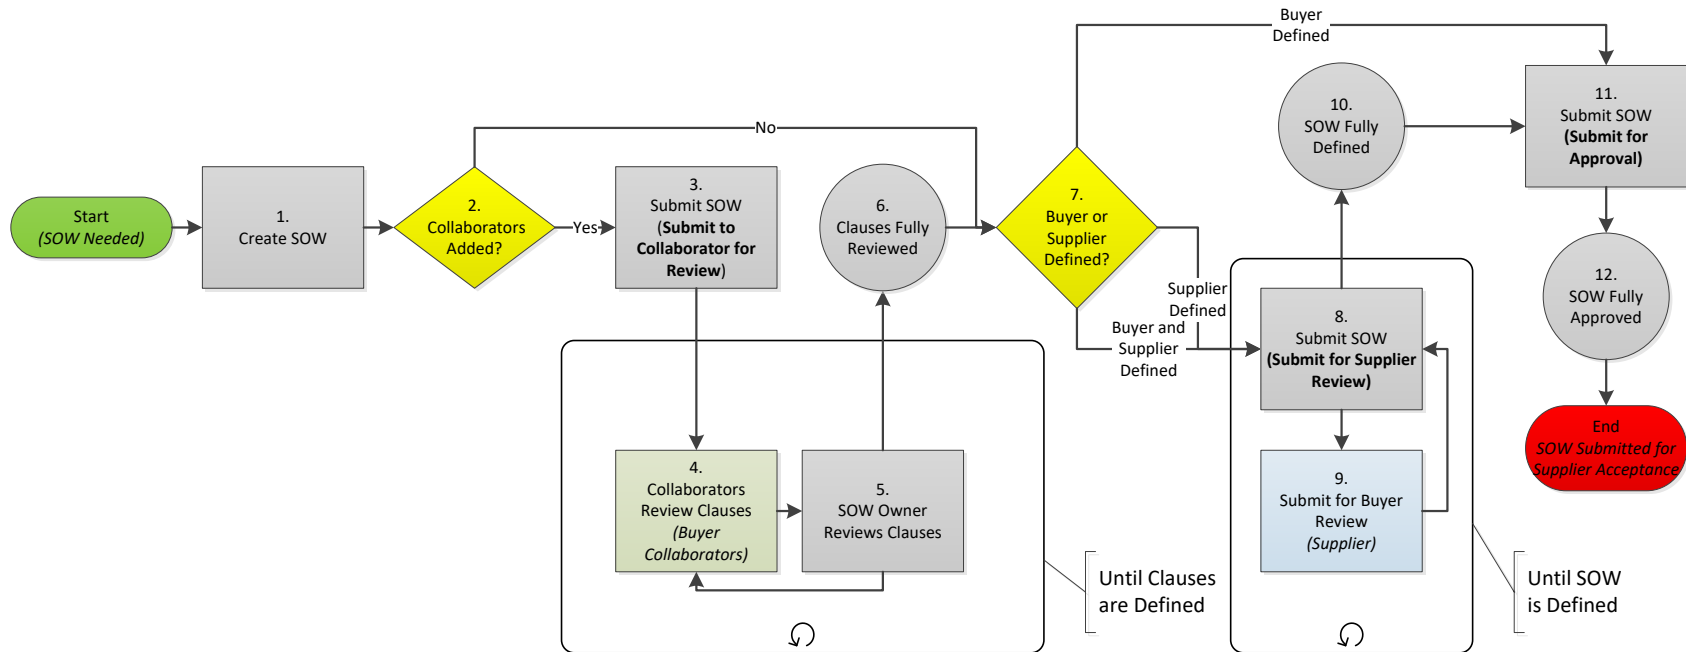 Start
(SOW Needed)
1.
Create SOW
2.
Collaborators
Added?
Yes
No
3.
Submit SOW
(Submit to
Collaborator for
Review)
4.
Collaborators
Review Clauses
(Buyer
Collaborators)
5.
SOW Owner
Reviews Clauses
Until Clauses
are Defined
6.
Clauses Fully
Reviewed
7.
Buyer or
Supplier
Defined?
Buyer
Defined
Supplier
Defined
Buyer and
Supplier
Defined
8.
Submit SOW
(Submit for Supplier
Review)
9.
Submit for Buyer
Review
(Supplier)
Until SOW
is Defined
10.
SOW Fully
Defined
11.
Submit SOW
(Submit for
Approval)
12.
SOW Fully
Approved
End
SOW Submitted for
Supplier Acceptance